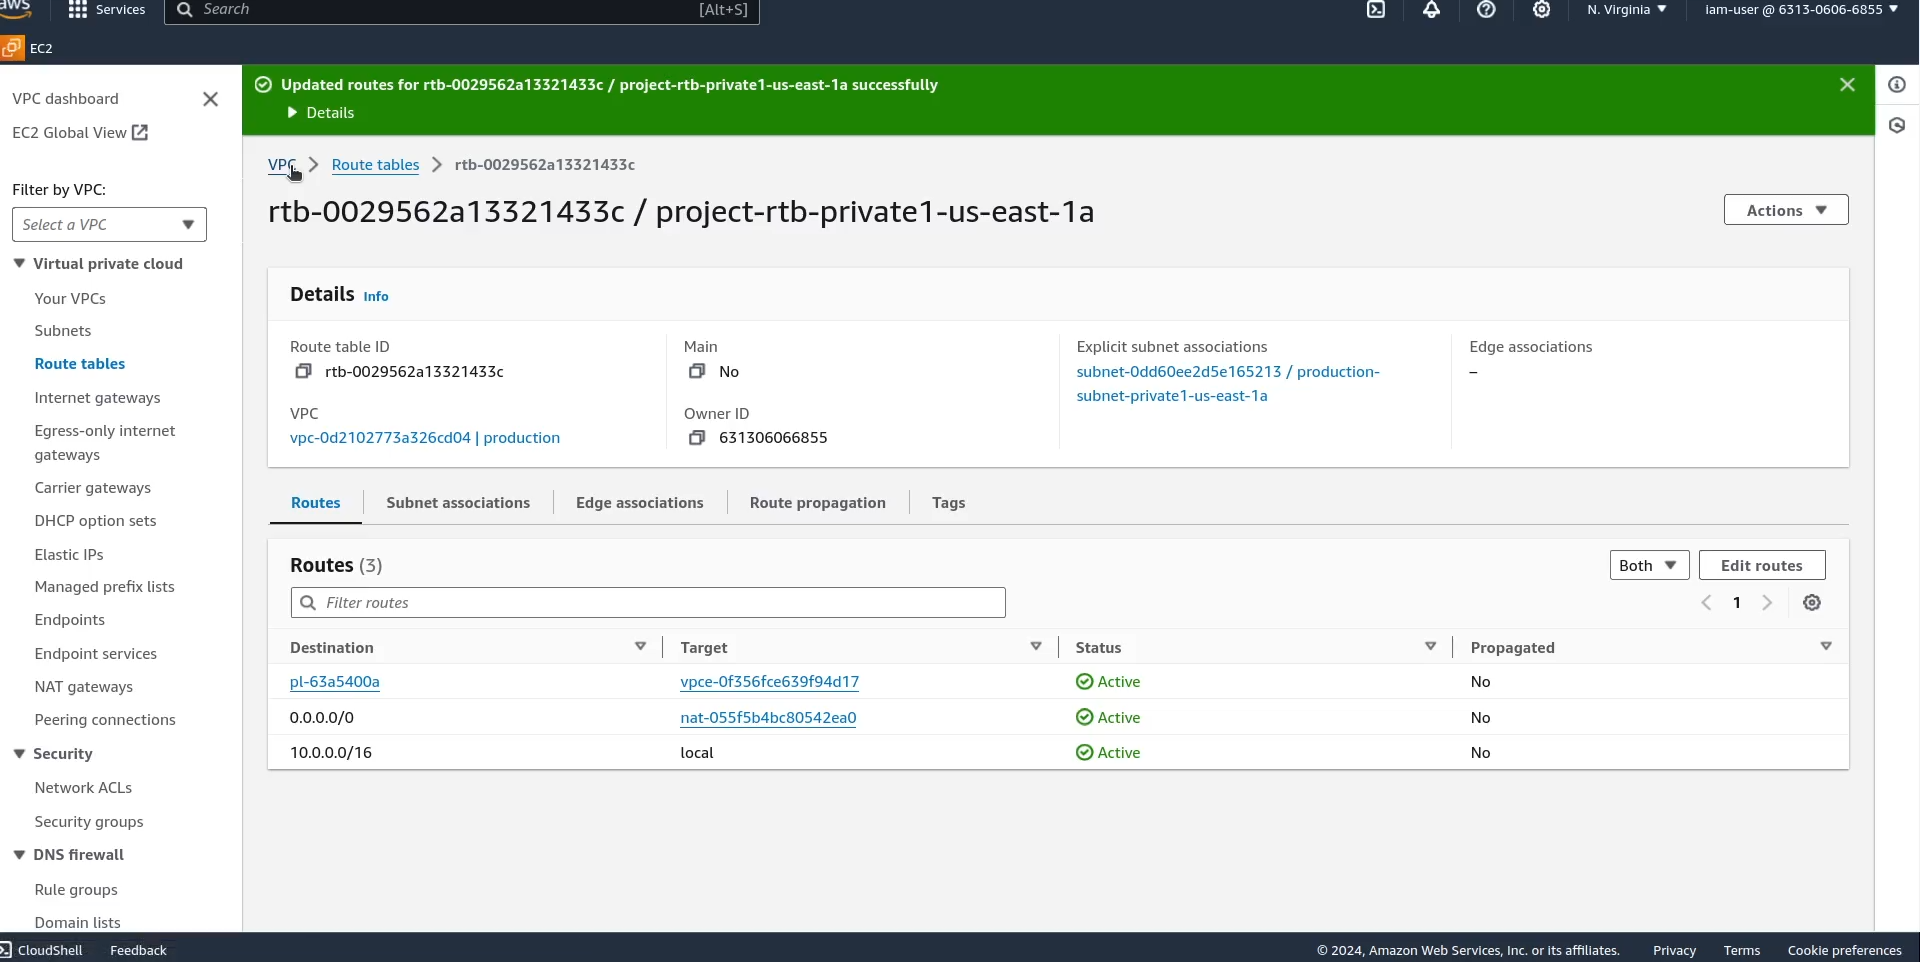 aws
Services
Search
[Alt+S]
N. Virginia
iam-user @ 6313-0606-6855
EC2
VPC dashboard
EC2 Global View
Filter by VPC:
Select a VPC
Virtual private cloud
Your VPCs
Subnets
Route tables
Internet gateways
Egress-only internet
gateways
Carrier gateways
DHCP option sets
Elastic IPs
Managed prefix lists
Endpoints
Endpoint services
NAT gateways
Peering connections
Security
Network ACLs
Security groups
DNS firewall
Rule groups
Domain lists
Updated routes for rtb-0029562a13321433c / project-rtb-private1-us-east-1a successfully
Details
VPC
Route tables
rtb-0029562a13321433c
rtb-0029562a13321433c / project-rtb-private1-us-east-1a
Actions
Details Info
Route table ID
rtb-0029562a13321433c
Main
No
Explicit subnet associations
subnet-0dd60ee2d5e165213 / production-
subnet-private1-us-east-1a
Edge associations
–
VPC
vpc-0d2102773a326cd04 | production
Owner ID
631306066855
Routes
Subnet associations
Edge associations
Route propagation
Tags
Routes (3)
Both
Edit routes
Filter routes
1
Destination Target Status Propagated
pl-63a5400a vpce-0f356fce639f94d17 Active No
0.0.0.0/0 nat-055f5b4bc80542ea0 Active No
10.0.0.0/16 local Active No
CloudShell
Feedback
© 2024, Amazon Web Services, Inc. or its affiliates.
Privacy
Terms
Cookie preferences